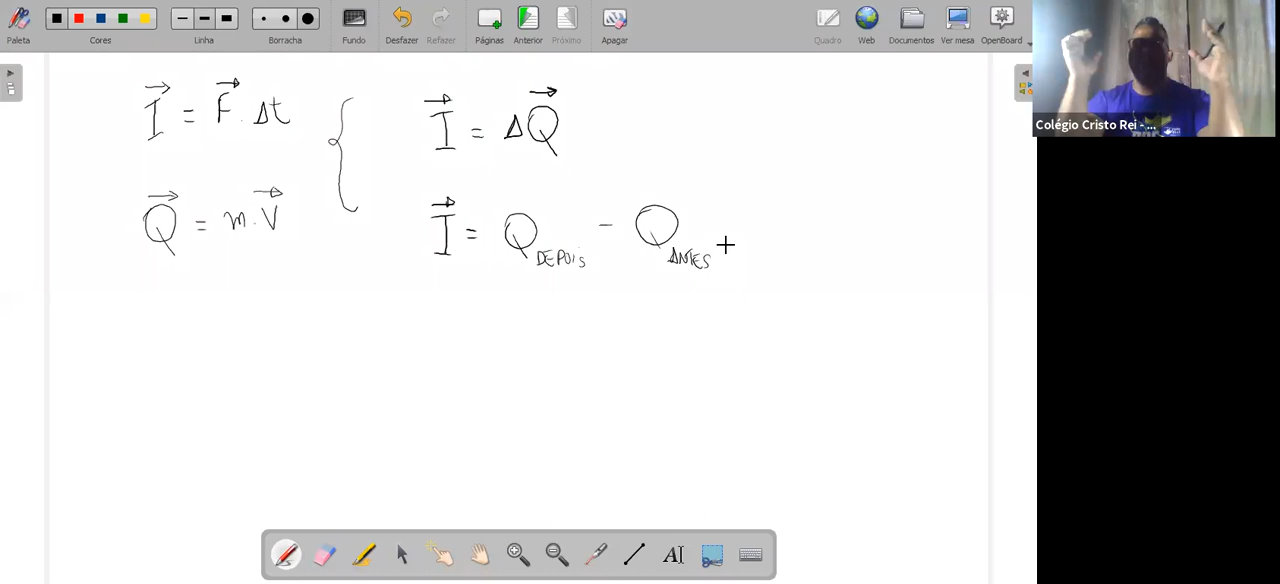 Paleta Cores Linha Borracha Fundo Desfazer Refazer Páginas Anterior Próximo Apagar Quadro Web Documentos Ver mesa OpenBoard
Colégio Cristo Rei - ...
I⃗ = F⃗ . Δt
I⃗ = ΔQ⃗
Q⃗ = m.V⃗
I⃗ = Q DEPOIS - Q ANTES
A